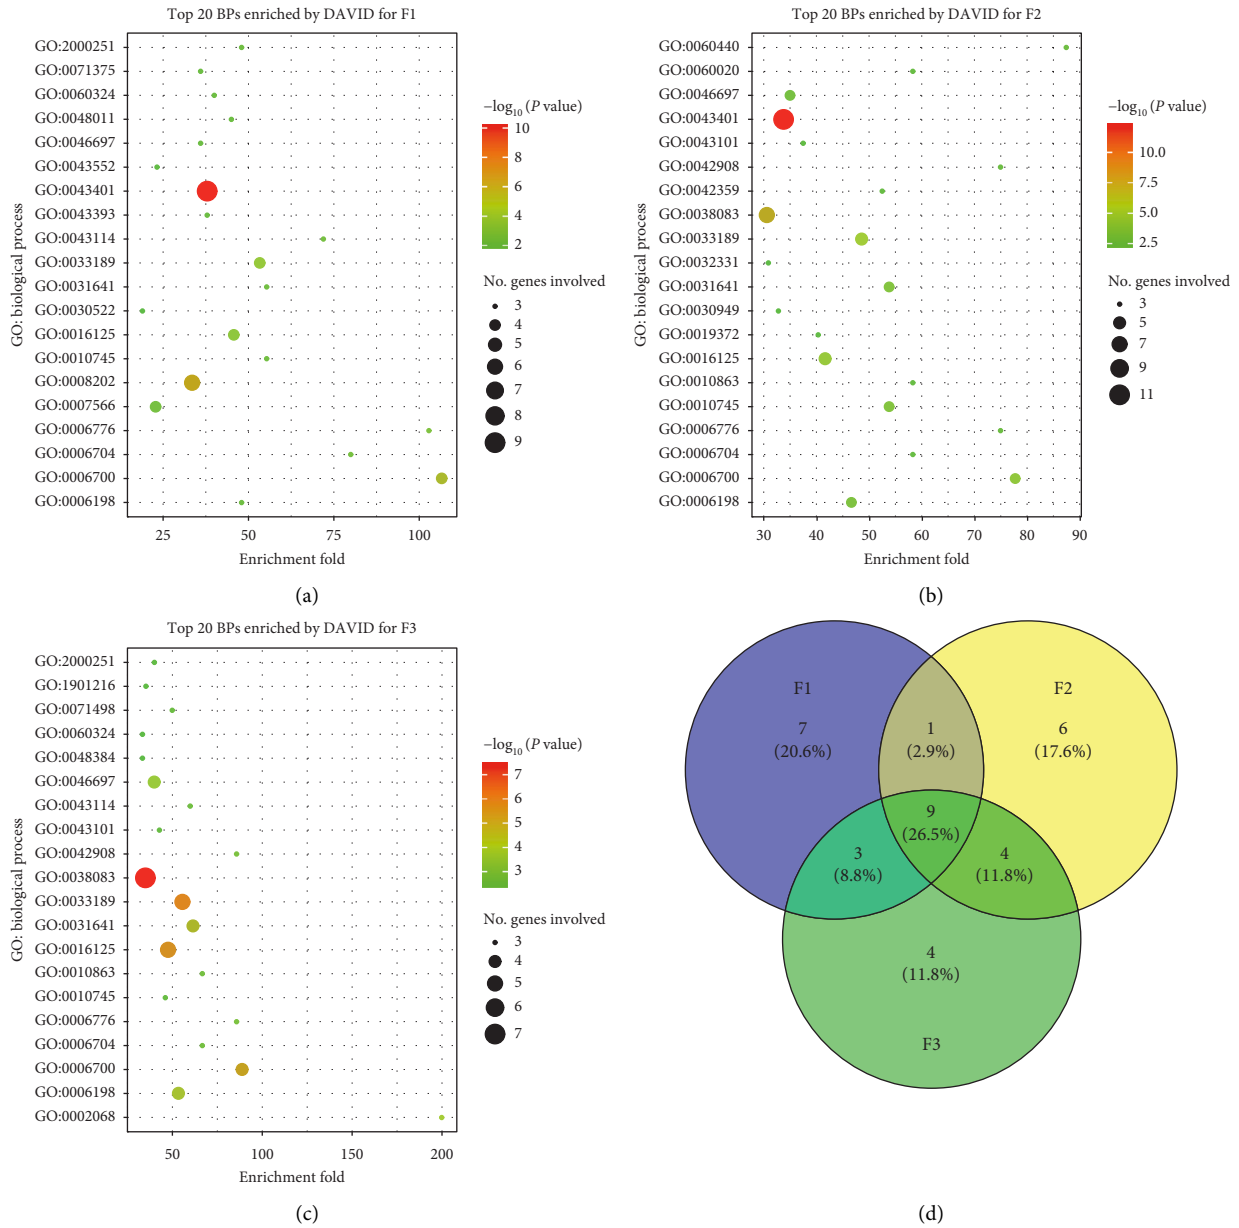 Top 20 BPs enriched by DAVID for F1
GO: biological process
GO:2000251
GO:0071375
GO:0060324
GO:0048011
GO:0046697
GO:0043552
GO:0043401
GO:0043393
GO:0043114
GO:0033189
GO:0031641
GO:0030522
GO:0016125
GO:0010745
GO:0008202
GO:0007566
GO:0006776
GO:0006704
GO:0006700
GO:0006198
25 50 75 100
Enrichment fold
−log10 (P value)
10
8
6
4
2
No. genes involved
3
4
5
6
7
8
9
(a)
Top 20 BPs enriched by DAVID for F2
GO: biological process
GO:0060440
GO:0060020
GO:0046697
GO:0043401
GO:0043101
GO:0042908
GO:0042359
GO:0038083
GO:0033189
GO:0032331
GO:0031641
GO:0030949
GO:0019372
GO:0016125
GO:0010863
GO:0010745
GO:0006776
GO:0006704
GO:0006700
GO:0006198
30 40 50 60 70 80 90
Enrichment fold
−log10 (P value)
10.0
7.5
5.0
2.5
No. genes involved
3
5
7
9
11
(b)
Top 20 BPs enriched by DAVID for F3
GO: biological process
GO:2000251
GO:1901216
GO:0071498
GO:0060324
GO:0048384
GO:0046697
GO:0043114
GO:0043101
GO:0042908
GO:0038083
GO:0033189
GO:0031641
GO:0016125
GO:0010863
GO:0010745
GO:0006776
GO:0006704
GO:0006700
GO:0006198
GO:0002068
50 100 150 200
Enrichment fold
−log10 (P value)
7
6
5
4
3
No. genes involved
3
4
5
6
7
(c)
F1
F2
7
(20.6%)
1
(2.9%)
6
(17.6%)
9
(26.5%)
3
(8.8%)
4
(11.8%)
4
(11.8%)
F3
(d)